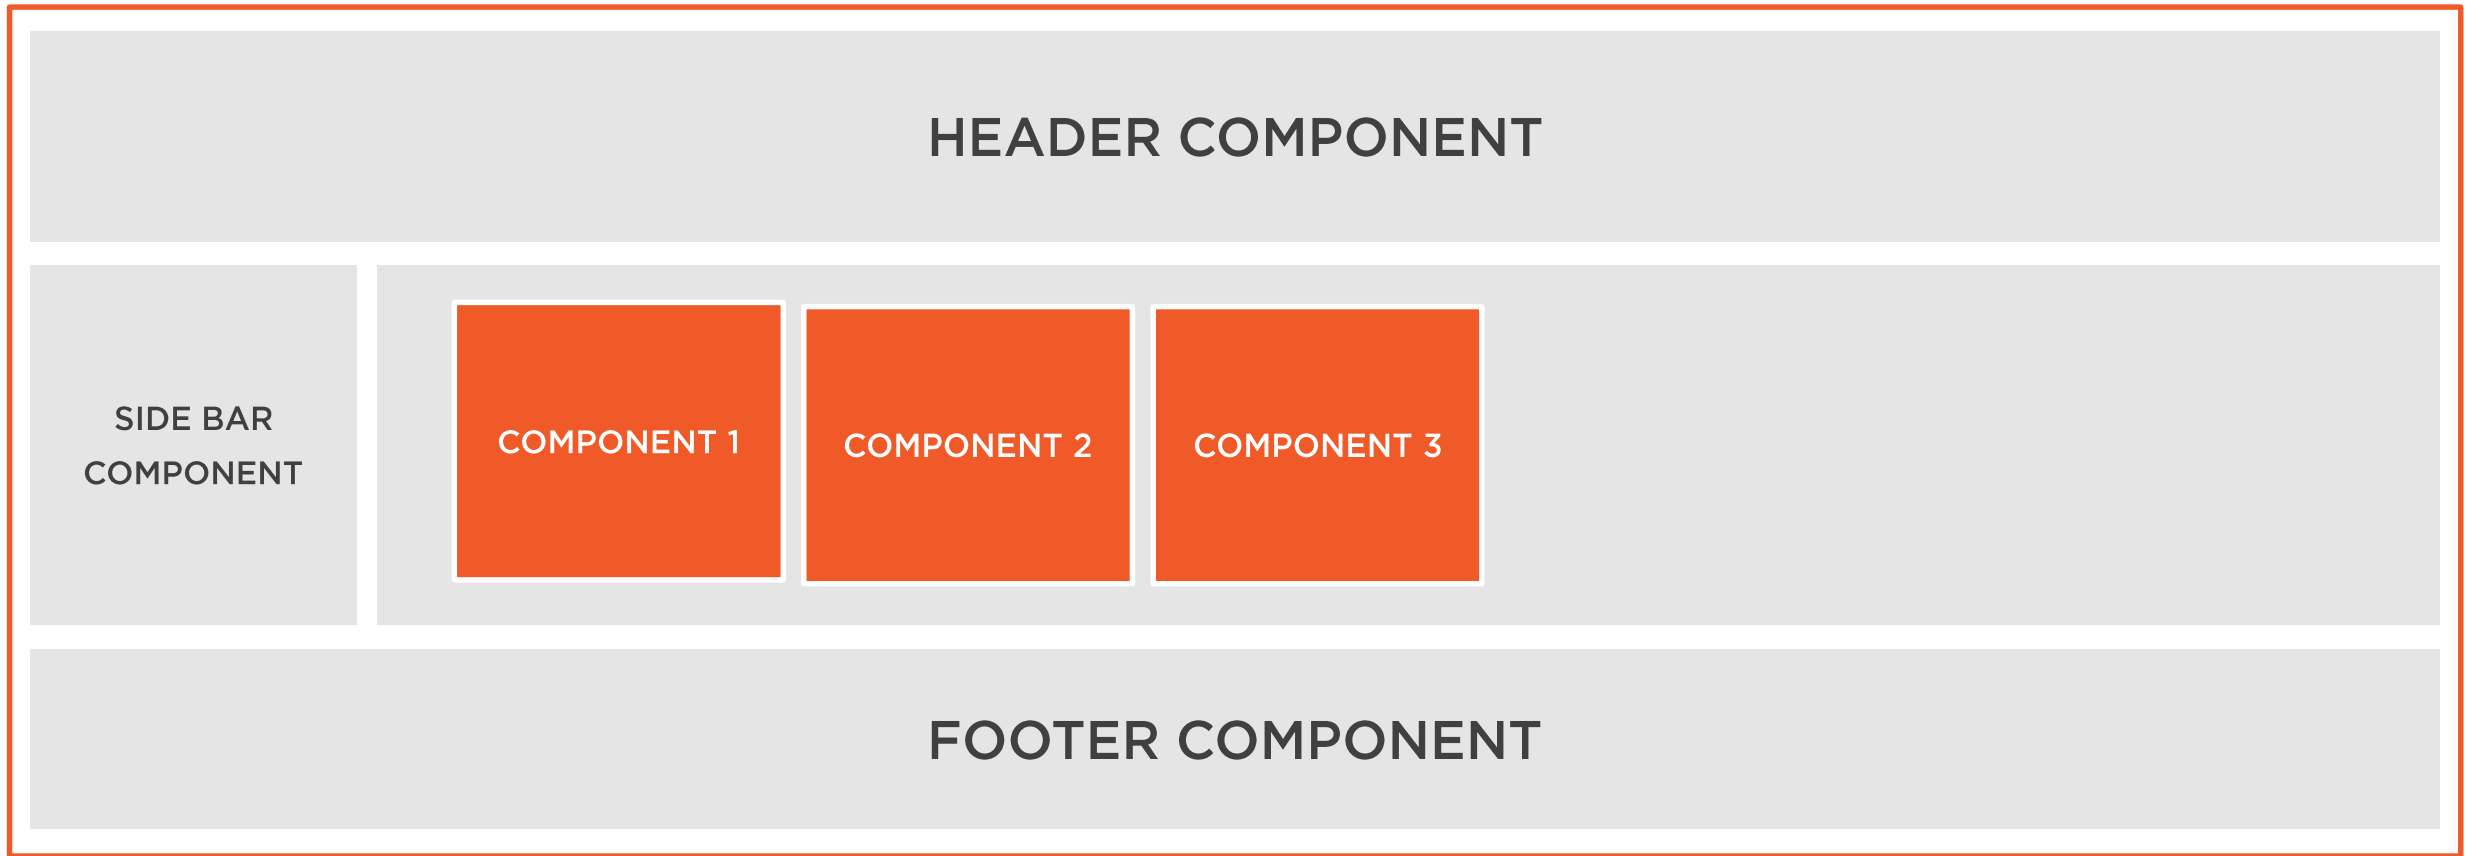 HEADER COMPONENT
SIDE BAR
COMPONENT
COMPONENT 1
COMPONENT 2
COMPONENT 3
FOOTER COMPONENT